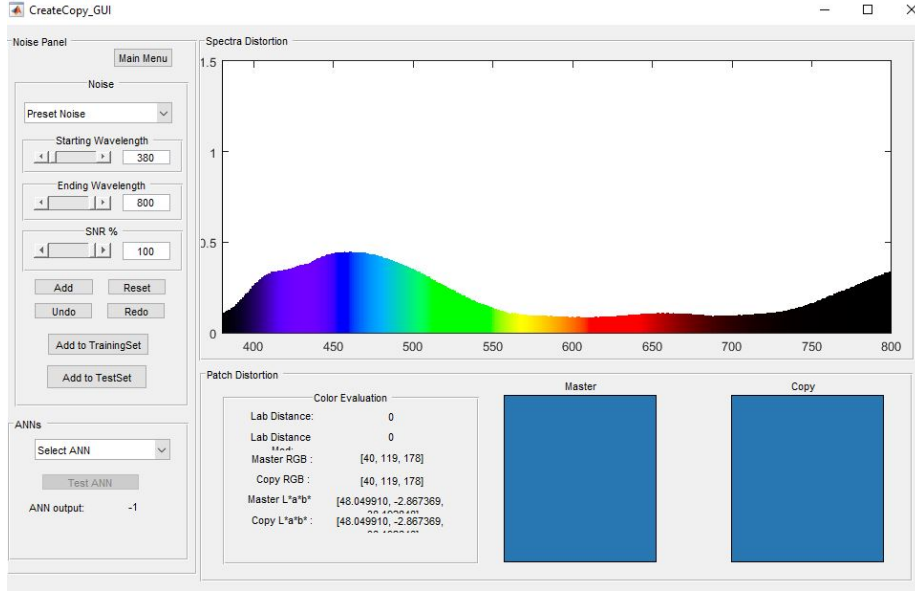 CreateCopy_GUI
Noise Panel
Main Menu
Noise
Preset Noise
Starting Wavelength
380
Ending Wavelength
800
SNR %
100
Add
Reset
Undo
Redo
Add to TrainingSet
Add to TestSet
ANNs
Select ANN
Test ANN
ANN output:
-1
Spectra Distortion
1.5
1
0.5
0
400
450
500
550
600
650
700
750
800
Patch Distortion
Color Evaluation
Lab Distance:
0
Lab Distance
0
Master RGB :
[40, 119, 178]
Copy RGB :
[40, 119, 178]
Master L*a*b*
[48.049910, -2.867369,
Copy L*a*b* :
[48.049910, -2.867369,
Master
Copy